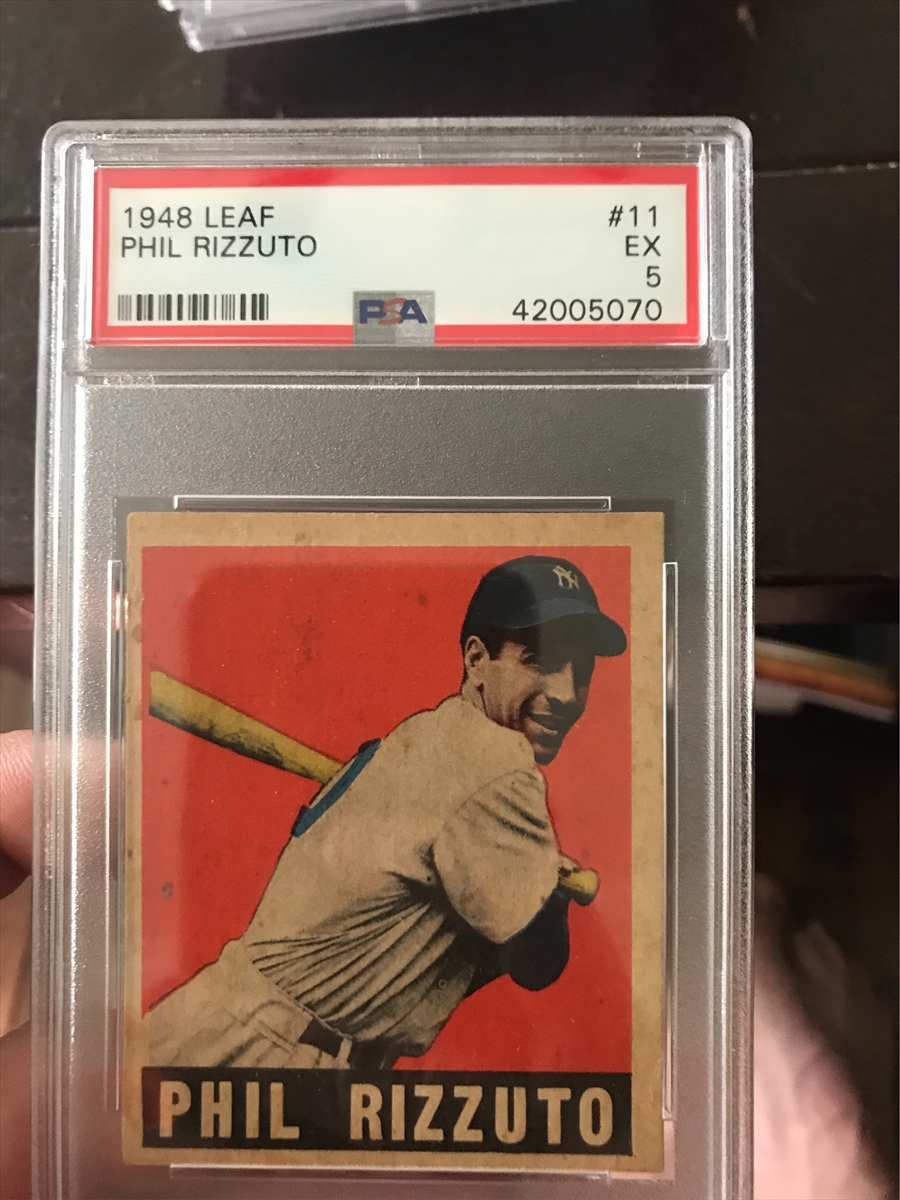 1948 LEAF #11
PHIL RIZZUTO EX
5
PSA 42005070
NY
PHIL RIZZUTO